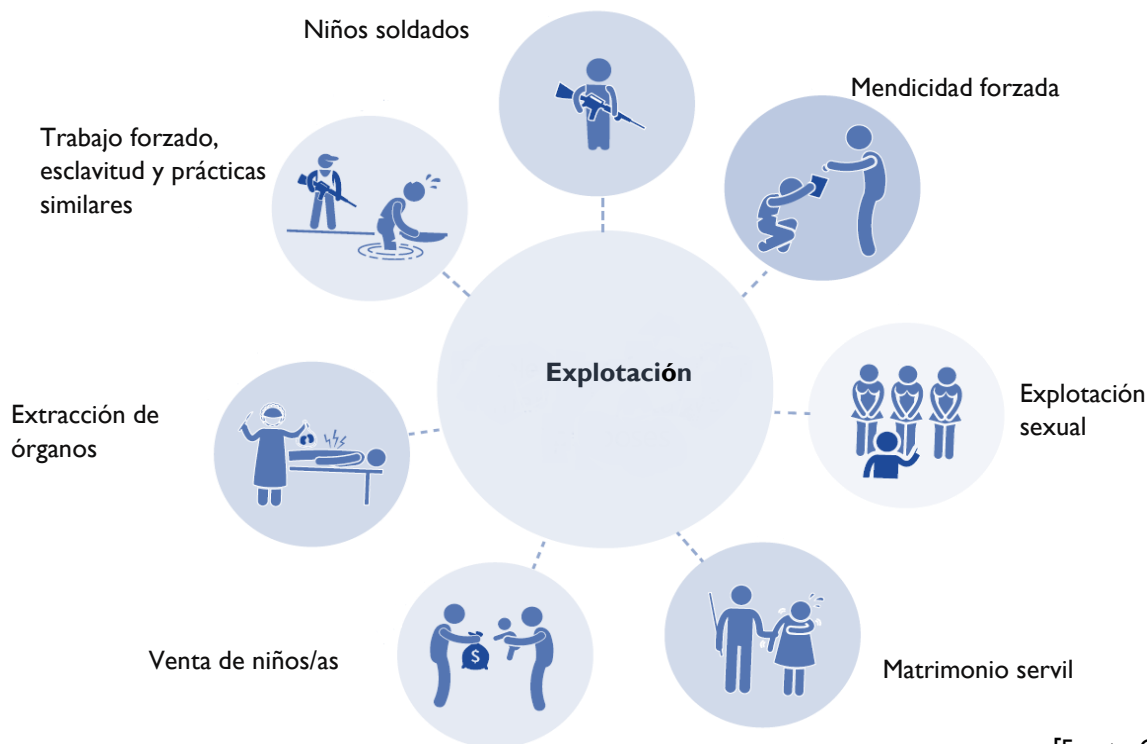 Niños soldados
Mendicidad forzada
Trabajo forzado,
esclavitud y prácticas
similares
Explotación
Explotación
sexual
Extracción de
órganos
$
Venta de niños/as
Matrimonio servil